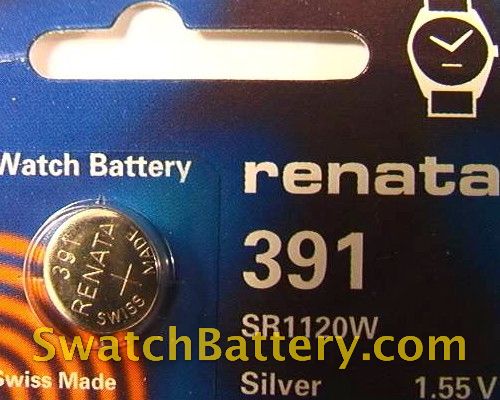 Watch Battery
renata
391
391
RENATA
+
SWISS MADE
SR1120W
SwatchBattery.com
Swiss Made
Silver 1.55 V